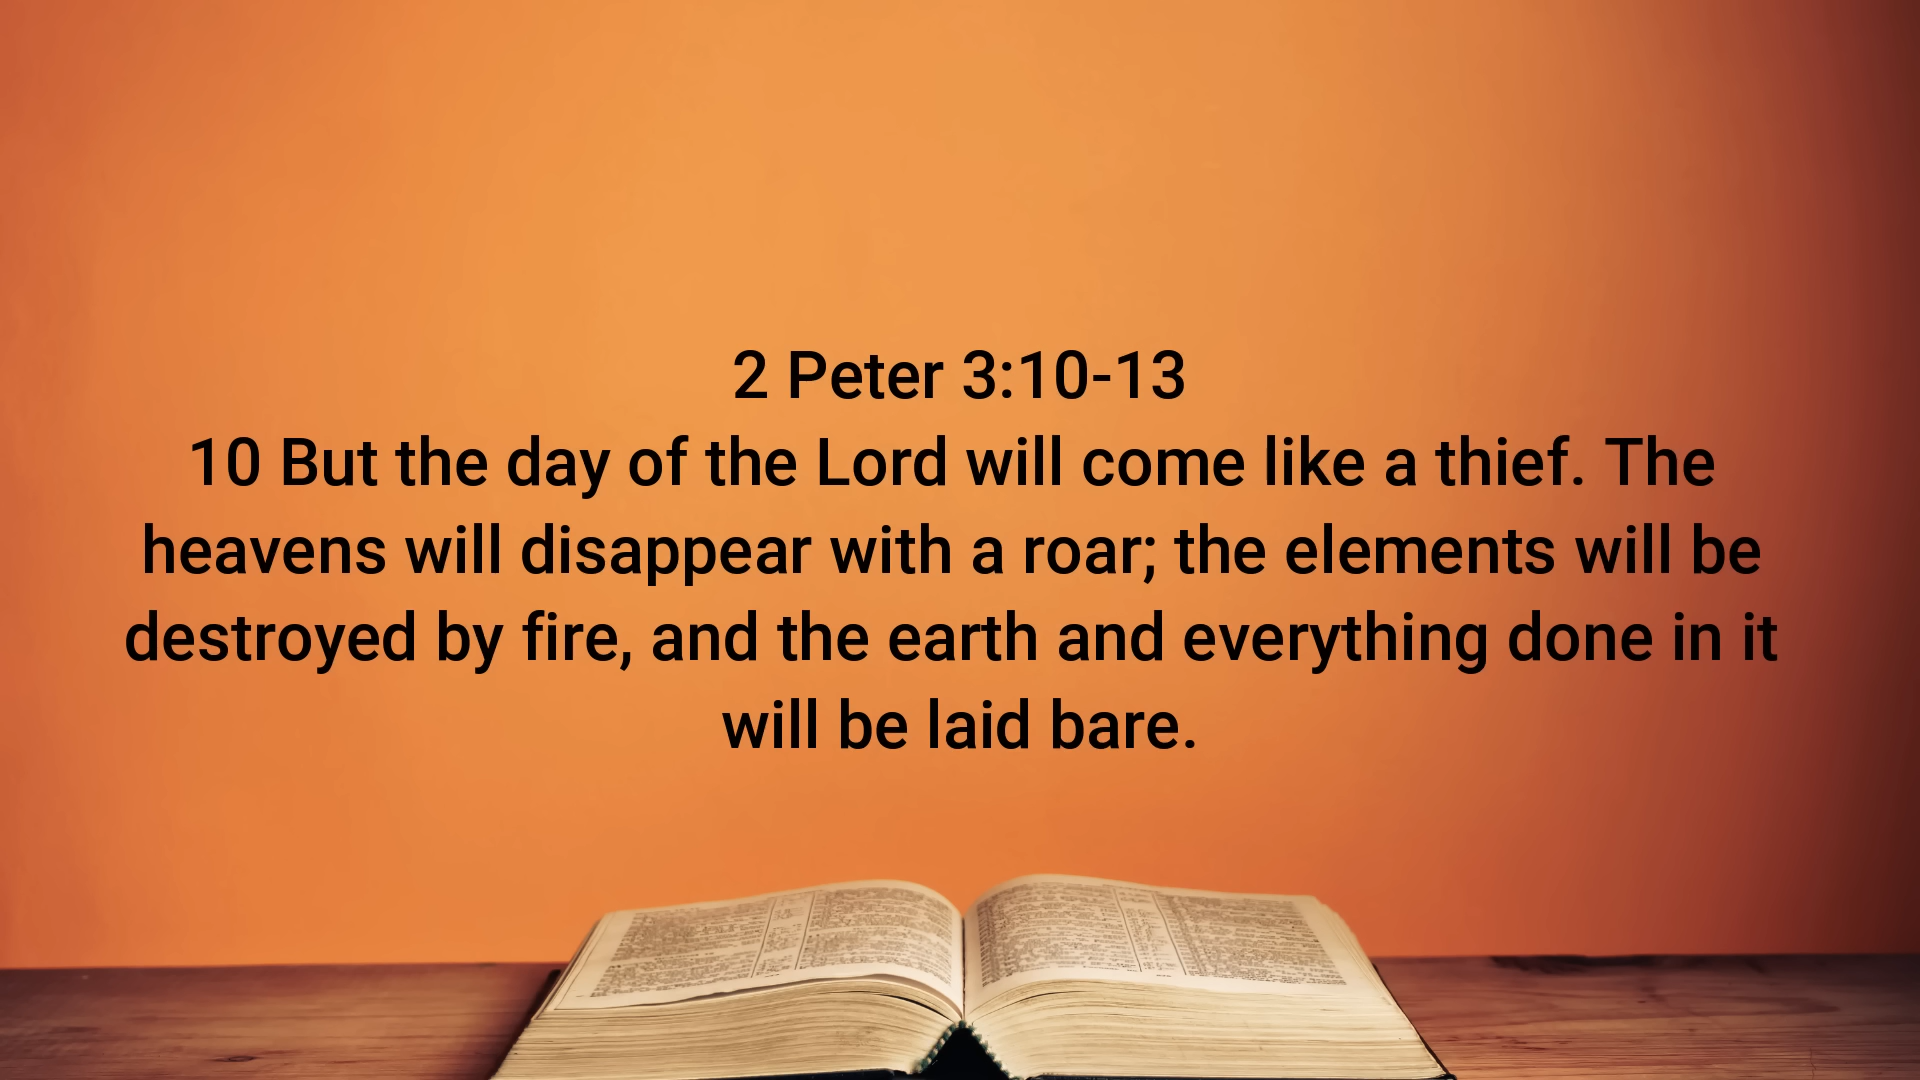 2 Peter 3:10-13
10 But the day of the Lord will come like a thief. The
heavens will disappear with a roar; the elements will be
destroyed by fire, and the earth and everything done in it
will be laid bare.